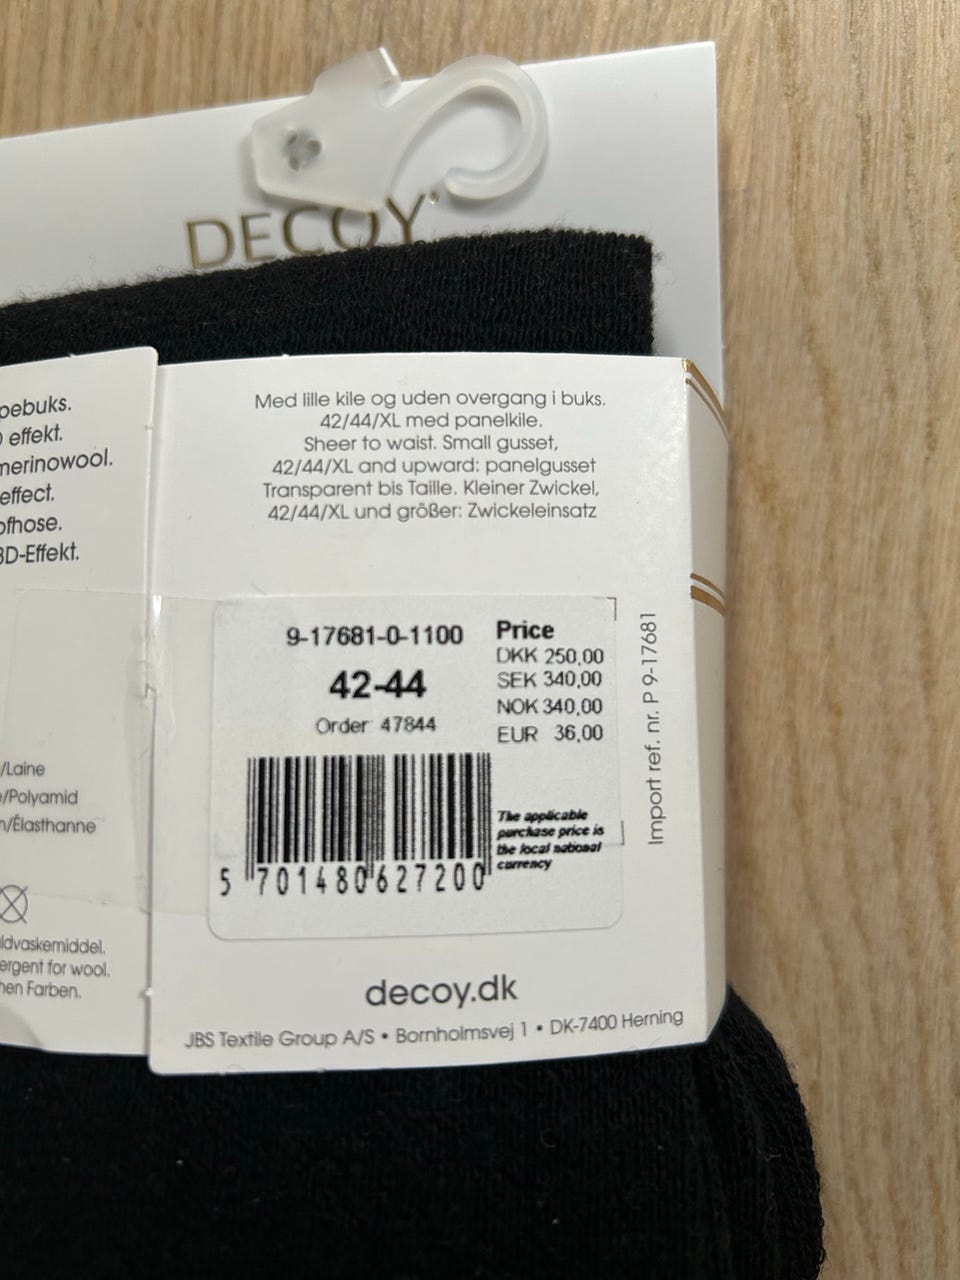 DECOY
pebuks.
effekt.
merinowool.
effect.
ofhose.
3D-Effekt.
/Laine
/Polyamid
/Élasthanne
ldvaskemiddel.
ergent for wool.
hen Farben.
Med lille kile og uden overgang i buks.
42/44/XL med panelkile.
Sheer to waist. Small gusset,
42/44/XL and upward: panelgusset
Transparent bis Taille. Kleiner Zwickel,
42/44/XL und größer: Zwickeleinsatz
9-17681-0-1100
42-44
Order: 47844
Price
DKK 250,00
SEK 340,00
NOK 340,00
EUR 36,00
The applicable
purchase price is
the local national
currency
5 701480 627200
Import ref. nr. P 9-17681
decoy.dk
JBS Textile Group A/S • Bornholmsvej 1 • DK-7400 Herning